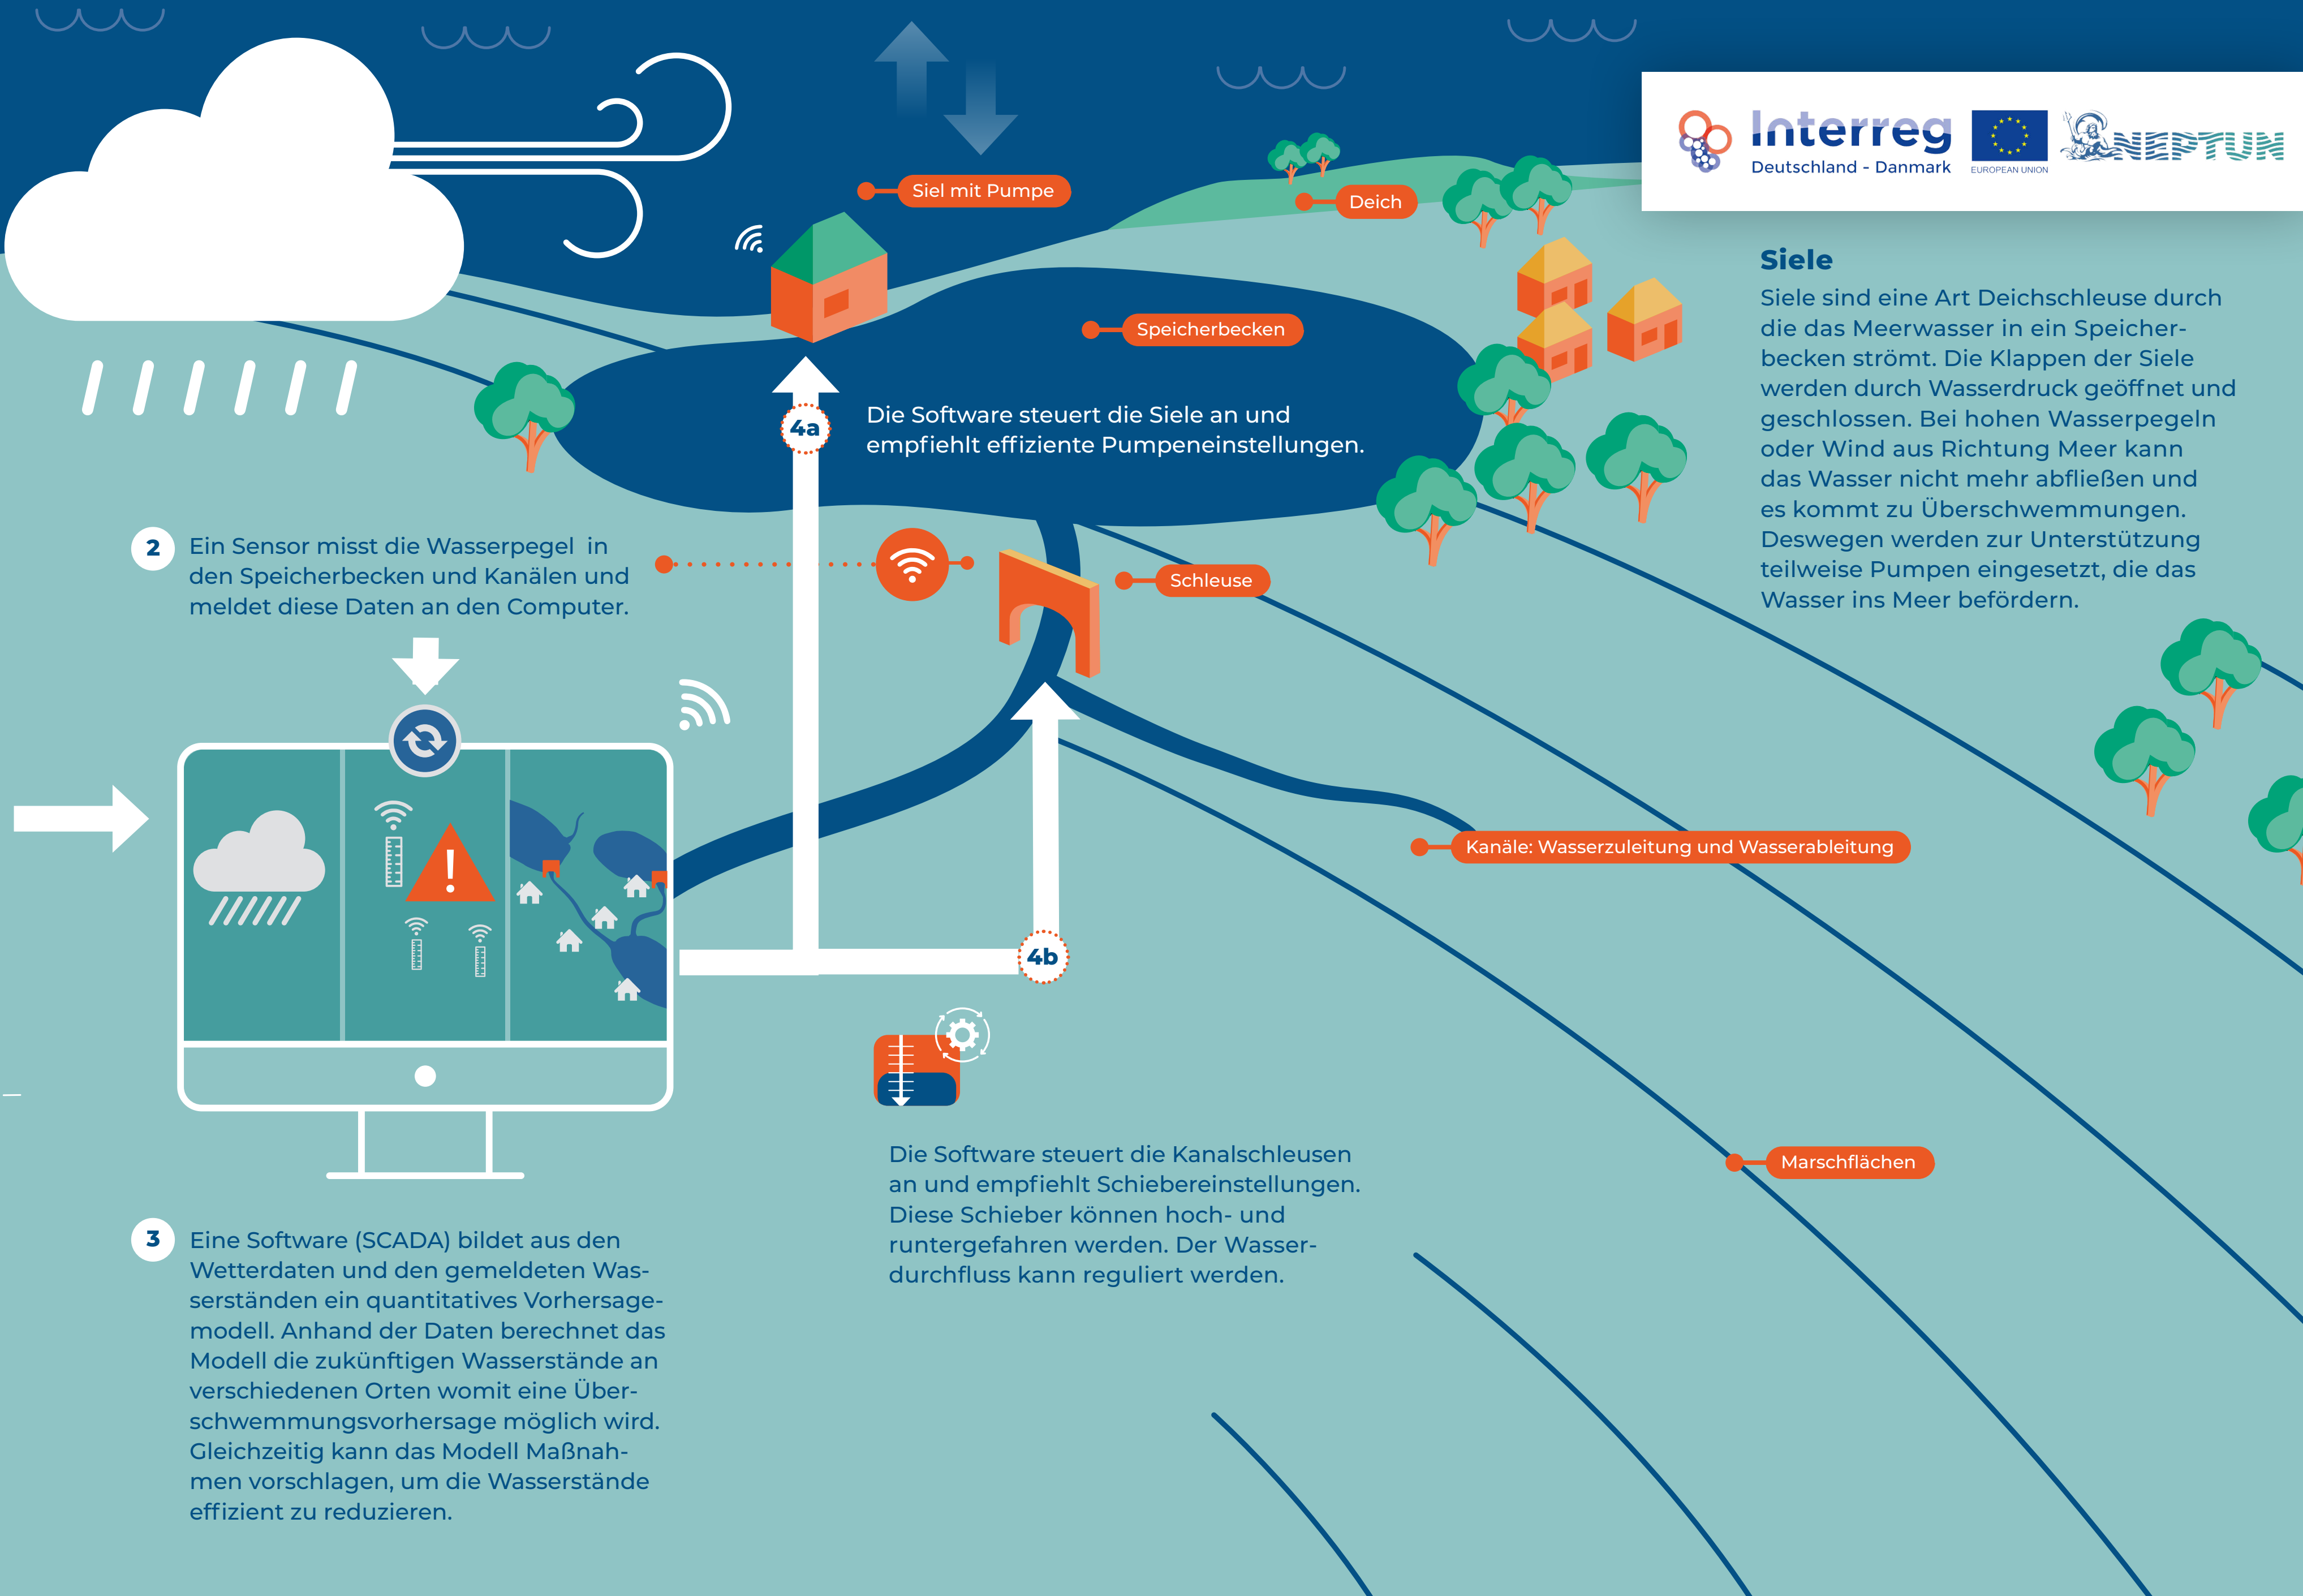 Interreg
Deutschland - Danmark
EUROPEAN UNION
NEPTUN
Siel mit Pumpe
Deich
Speicherbecken
Siele
Siele sind eine Art Deichschleuse durch
die das Meerwasser in ein Speicher-
becken strömt. Die Klappen der Siele
werden durch Wasserdruck geöffnet und
geschlossen. Bei hohen Wasserpegeln
oder Wind aus Richtung Meer kann
das Wasser nicht mehr abfließen und
es kommt zu Überschwemmungen.
Deswegen werden zur Unterstützung
teilweise Pumpen eingesetzt, die das
Wasser ins Meer befördern.
4a
Die Software steuert die Siele an und
empfiehlt effiziente Pumpeneinstellungen.
2
Ein Sensor misst die Wasserpegel in
den Speicherbecken und Kanälen und
meldet diese Daten an den Computer.
Schleuse
!
Kanäle: Wasserzuleitung und Wasserableitung
4b
Die Software steuert die Kanalschleusen
an und empfiehlt Schiebereinstellungen.
Diese Schieber können hoch- und
runtergefahren werden. Der Wasser-
durchfluss kann reguliert werden.
Marschflächen
3
Eine Software (SCADA) bildet aus den
Wetterdaten und den gemeldeten Was-
serständen ein quantitatives Vorhersage-
modell. Anhand der Daten berechnet das
Modell die zukünftigen Wasserstände an
verschiedenen Orten womit eine Über-
schwemmungsvorhersage möglich wird.
Gleichzeitig kann das Modell Maßnah-
men vorschlagen, um die Wasserstände
effizient zu reduzieren.